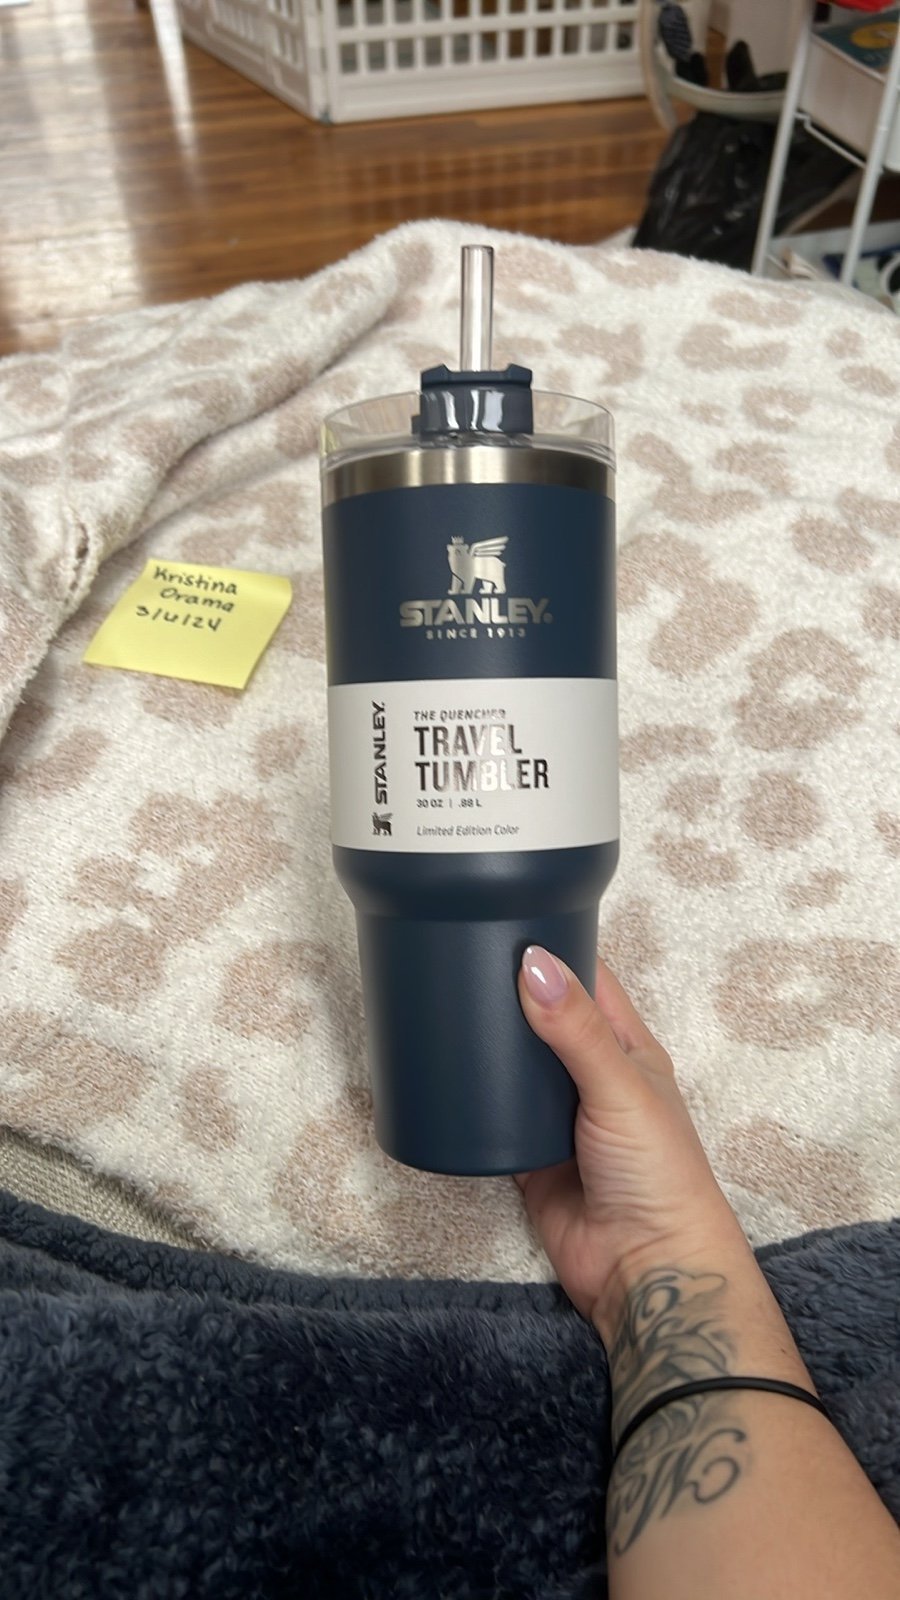 Kristina
Orama
3/4/24
STANLEY.
SINCE 1913
STANLEY.
THE QUENCHER
TRAVEL
TUMBLER
30 OZ | .88 L
Limited Edition Color